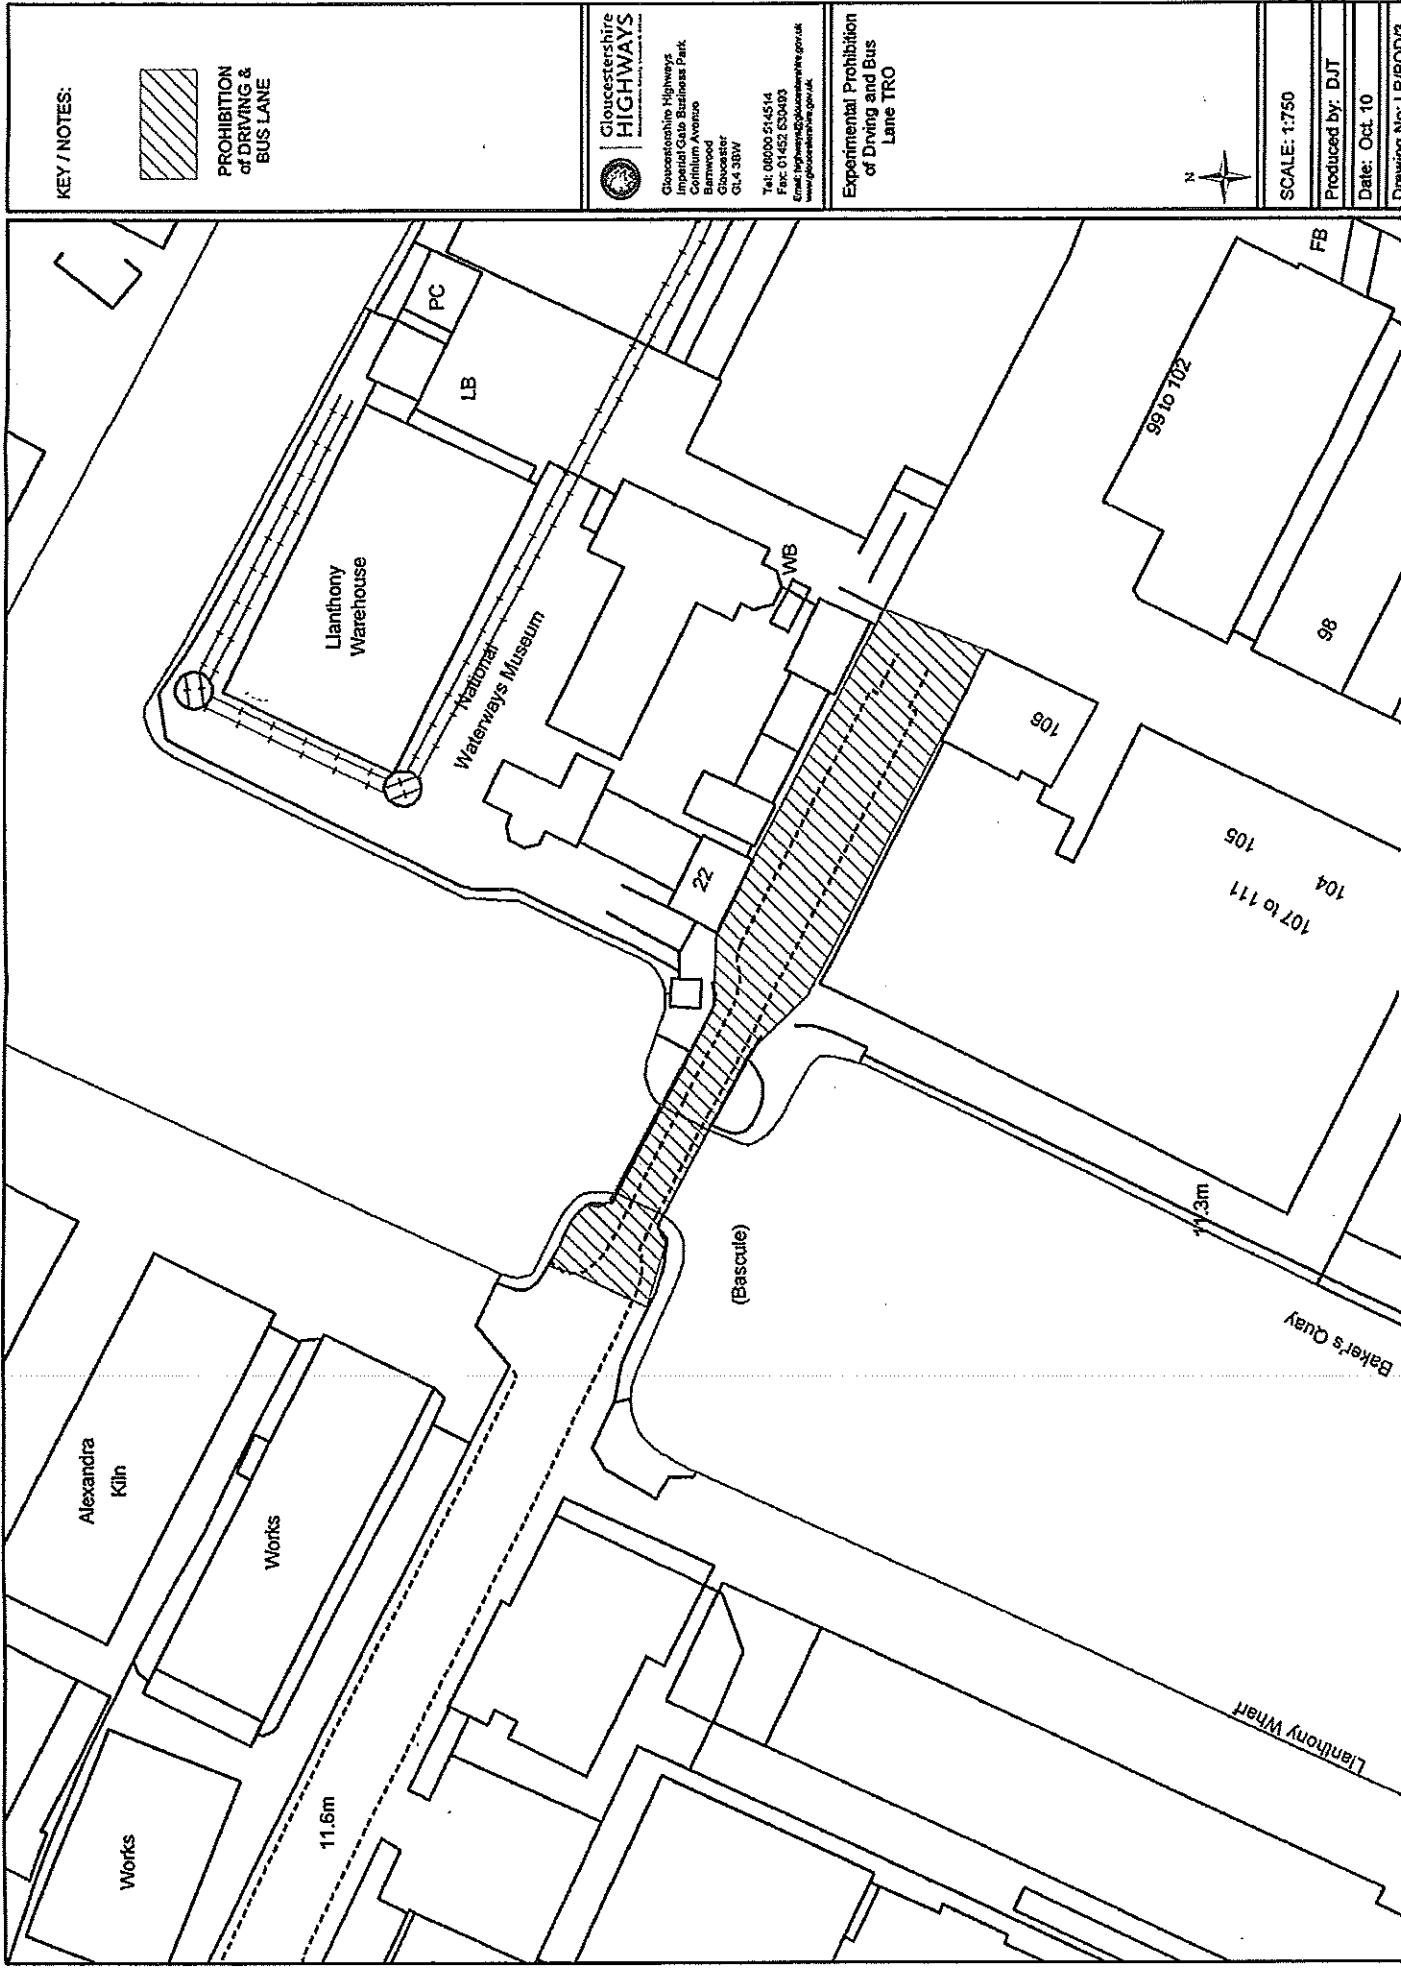 KEY / NOTES:
PROHIBITION
of DRIVING &
BUS LANE
Gloucestershire
HIGHWAYS
Gloucestershire Highways
Imperial Gate Business Park
Corinium Avenue
Barnwood
Gloucester
GL4 3BW
Tel: 08000 514514
Fax: 01452 530493
www.gloucestershire.gov.uk
Experimental Prohibition
of Driving and Bus
Lane TRO
N
SCALE: 1:750
Produced by: DJT
Date: Oct. 10
PC
LB
Llanthony
Warehouse
National
Waterways Museum
WB
22
FB
99 to 102
98
106
105
104
107 to 111
11.3m
(Bascule)
Baker's Quay
Alexandra
Kiln
Works
Works
11.6m
Llanthony Wharf